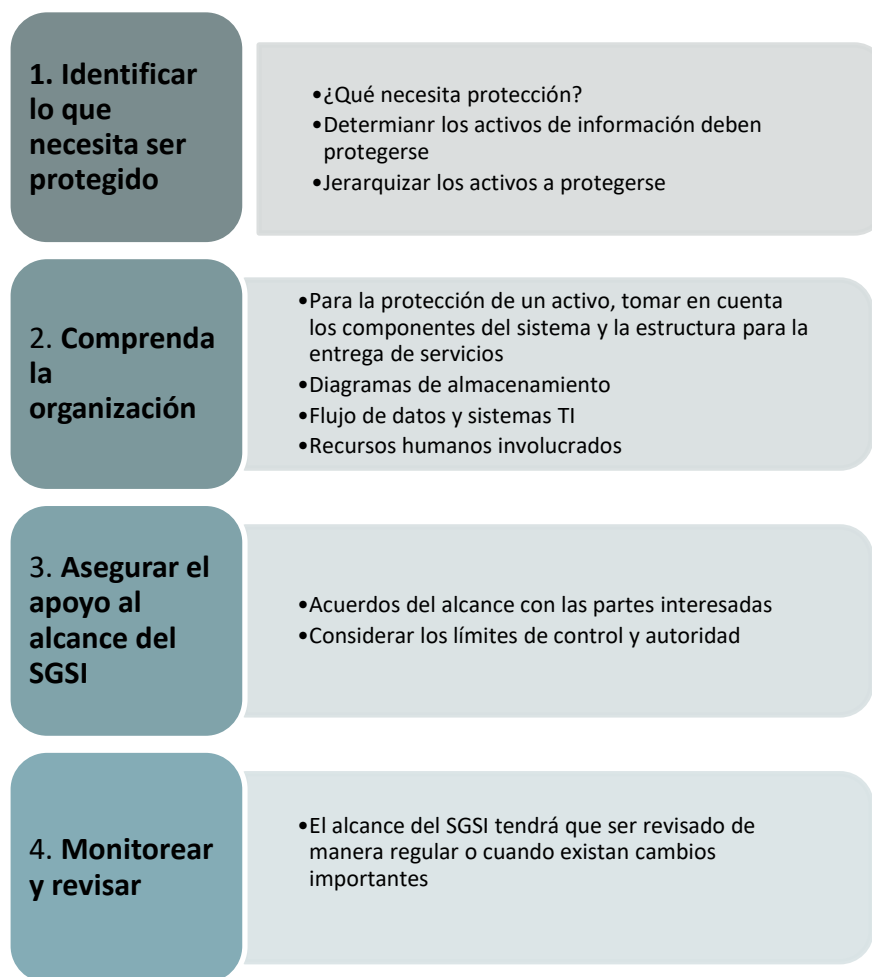 1. Identificar
lo que
necesita ser
protegido
•¿Qué necesita protección?
•Determianr los activos de información deben
protegerse
•Jerarquizar los activos a protegerse
2. Comprenda
la
organización
•Para la protección de un activo, tomar en cuenta
los componentes del sistema y la estructura para la
entrega de servicios
•Diagramas de almacenamiento
•Flujo de datos y sistemas TI
•Recursos humanos involucrados
3. Asegurar el
apoyo al
alcance del
SGSI
•Acuerdos del alcance con las partes interesadas
•Considerar los límites de control y autoridad
4. Monitorear
y revisar
•El alcance del SGSI tendrá que ser revisado de
manera regular o cuando existan cambios
importantes